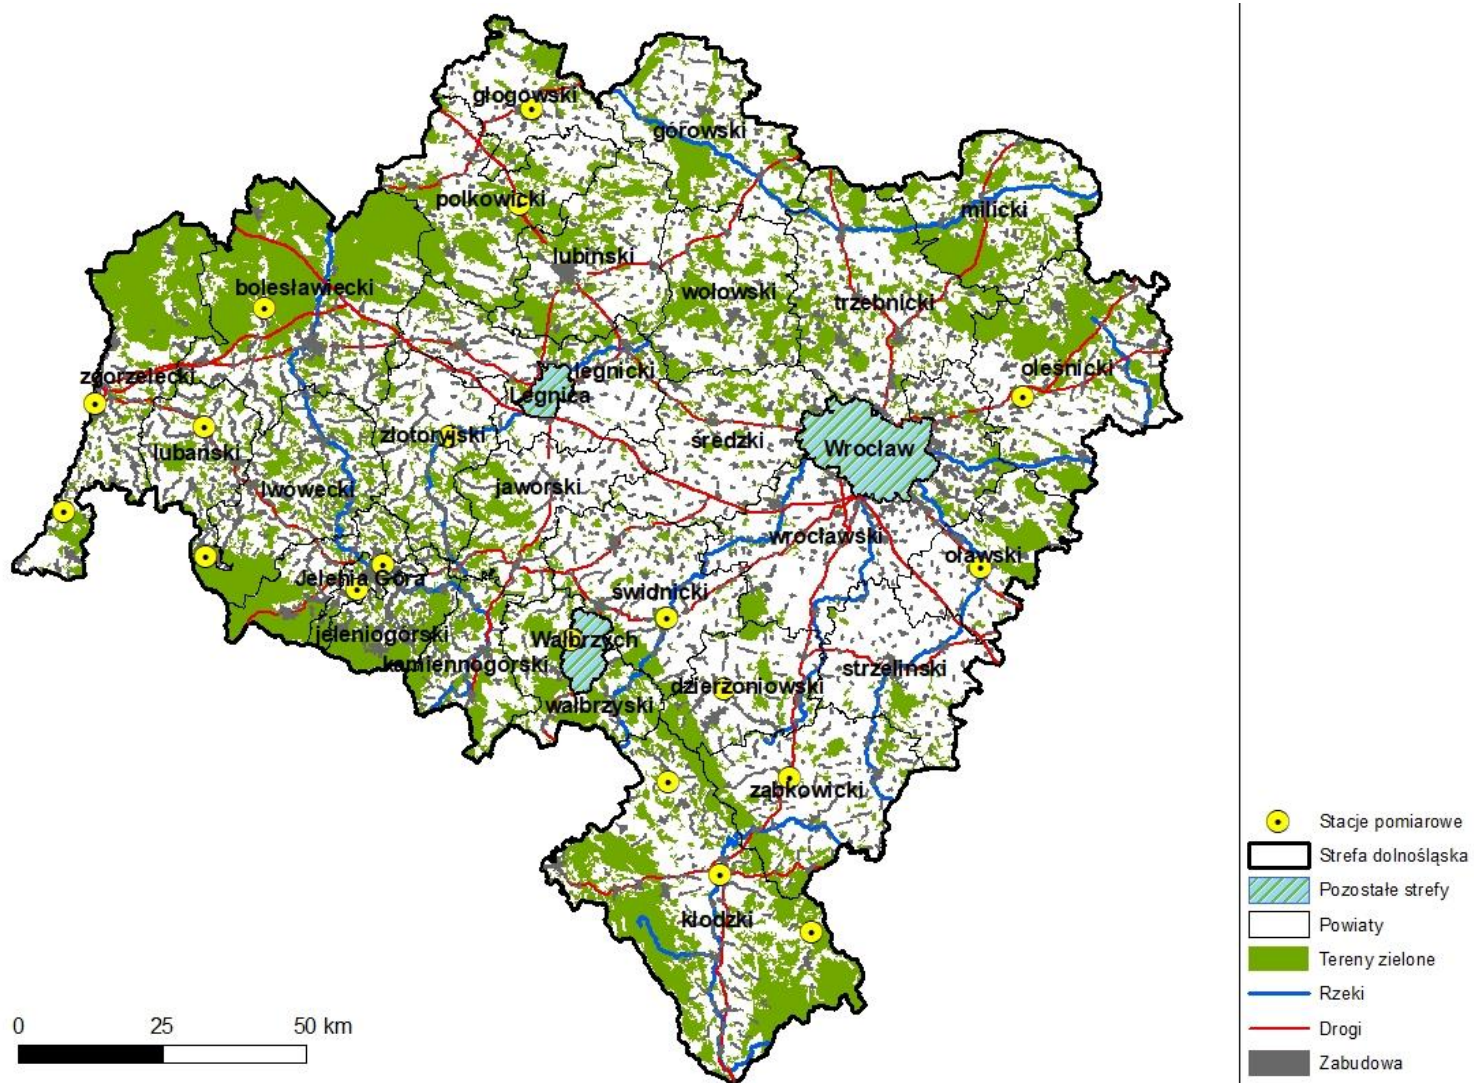 głogowski
górowski
polkowicki
milicki
lubiński
bolesławiecki
wołowski
trzebnicki
zgorzelecki
legnicki
oleśnicki
Legnica
złotoryjski
średzki
Wrocław
lubański
lwowecki
jaworski
wrocławski
oławski
Jelenia Góra
świdnicki
jeleniogórski
Wałbrzych
kamiennogórski
strzeliński
dzierżoniowski
wałbrzyski
ząbkowicki
kłodzki
0 25 50 km
Stacje pomiarowe
Strefa dolnośląska
Pozostałe strefy
Powiaty
Tereny zielone
Rzeki
Drogi
Zabudowa